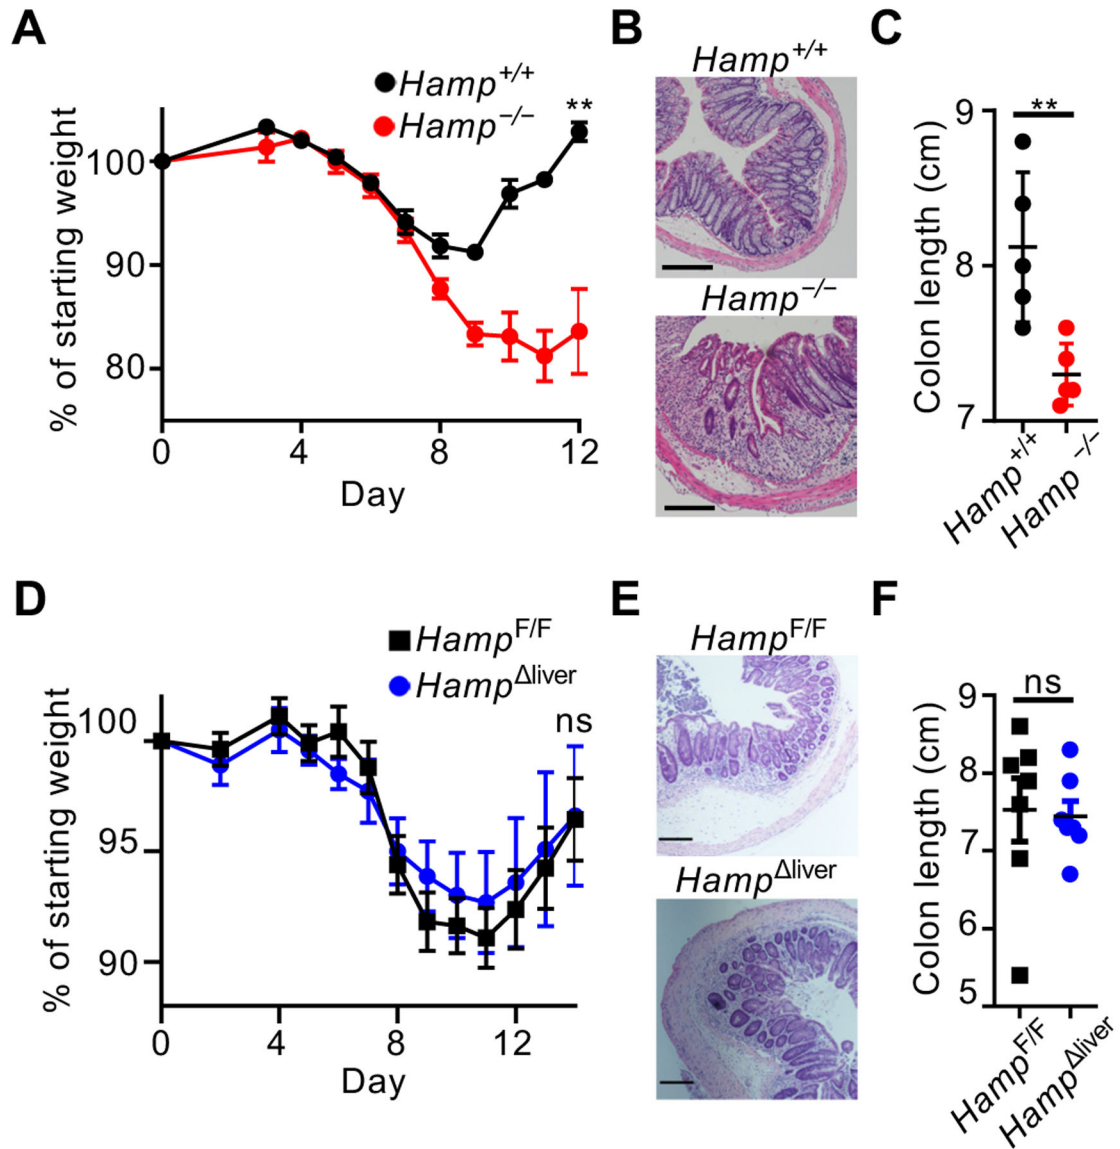 A
Hamp+/+
Hamp−/−
**
% of starting weight
100
90
80
0
4
8
12
Day
B
Hamp+/+
Hamp−/−
C
**
Colon length (cm)
9
8
7
Hamp+/+
Hamp−/−
D
HampF/F
HampΔliver
ns
% of starting weight
100
95
90
0
4
8
12
Day
E
HampF/F
HampΔliver
F
ns
Colon length (cm)
9
8
7
6
5
HampF/F
HampΔliver